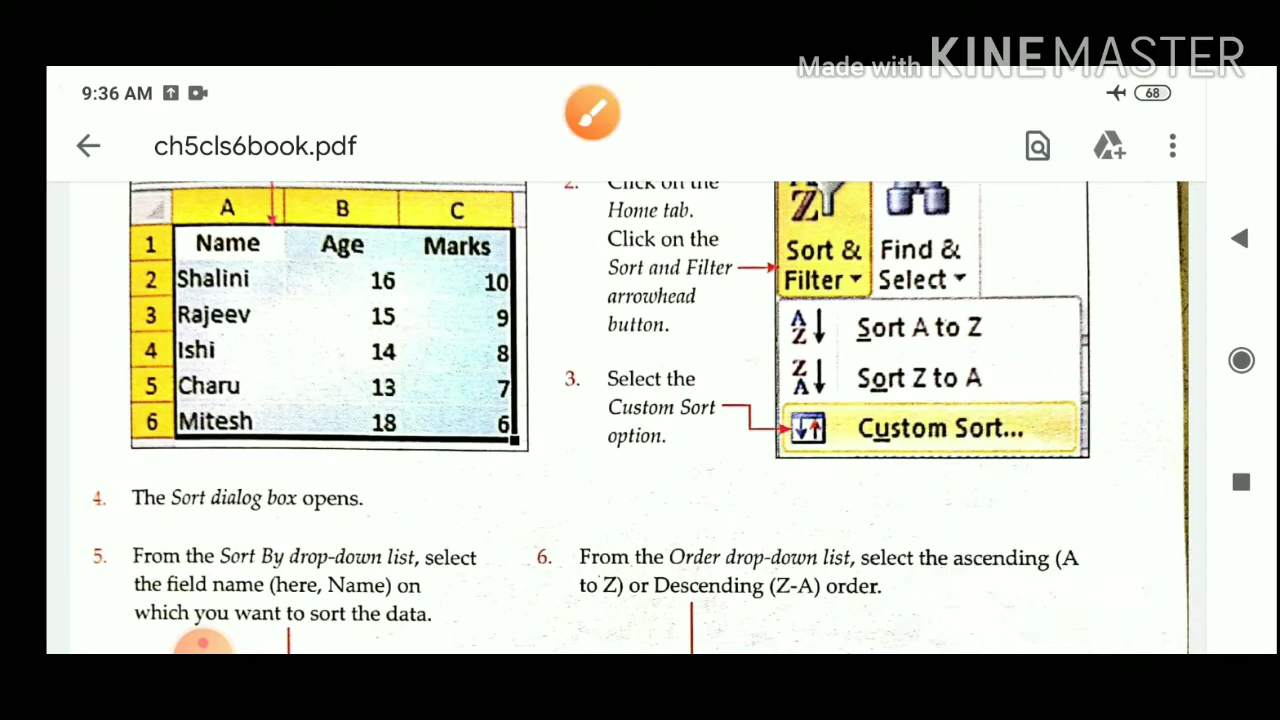 Made with KINEMASTER
9:36 AM 68
ch5cls6book.pdf
A B C
1 Name Age Marks
2 Shalini 16 10
3 Rajeev 15 9
4 Ishi 14 8
5 Charu 13 7
6 Mitesh 18 6
2. Click on the
Home tab.
Click on the
Sort and Filter
arrowhead
button.
3. Select the
Custom Sort
option.
Sort & Filter
Find & Select
Sort A to Z
Sort Z to A
Custom Sort...
4. The Sort dialog box opens.
5. From the Sort By drop-down list, select
the field name (here, Name) on
which you want to sort the data.
6. From the Order drop-down list, select the ascending (A
to Z) or Descending (Z-A) order.